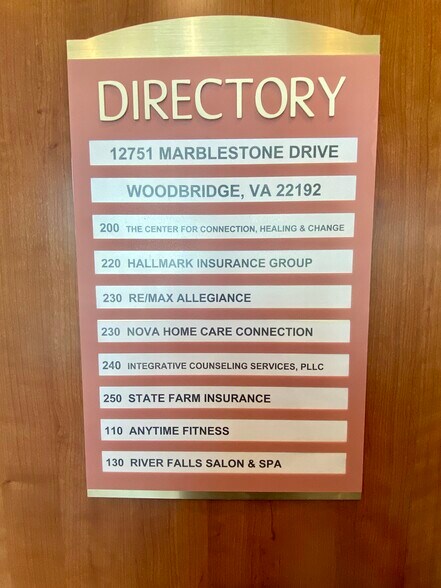 DIRECTORY
12751 MARBLESTONE DRIVE
WOODBRIDGE, VA 22192
200 THE CENTER FOR CONNECTION, HEALING & CHANGE
220 HALLMARK INSURANCE GROUP
230 RE/MAX ALLEGIANCE
230 NOVA HOME CARE CONNECTION
240 INTEGRATIVE COUNSELING SERVICES, PLLC
250 STATE FARM INSURANCE
110 ANYTIME FITNESS
130 RIVER FALLS SALON & SPA